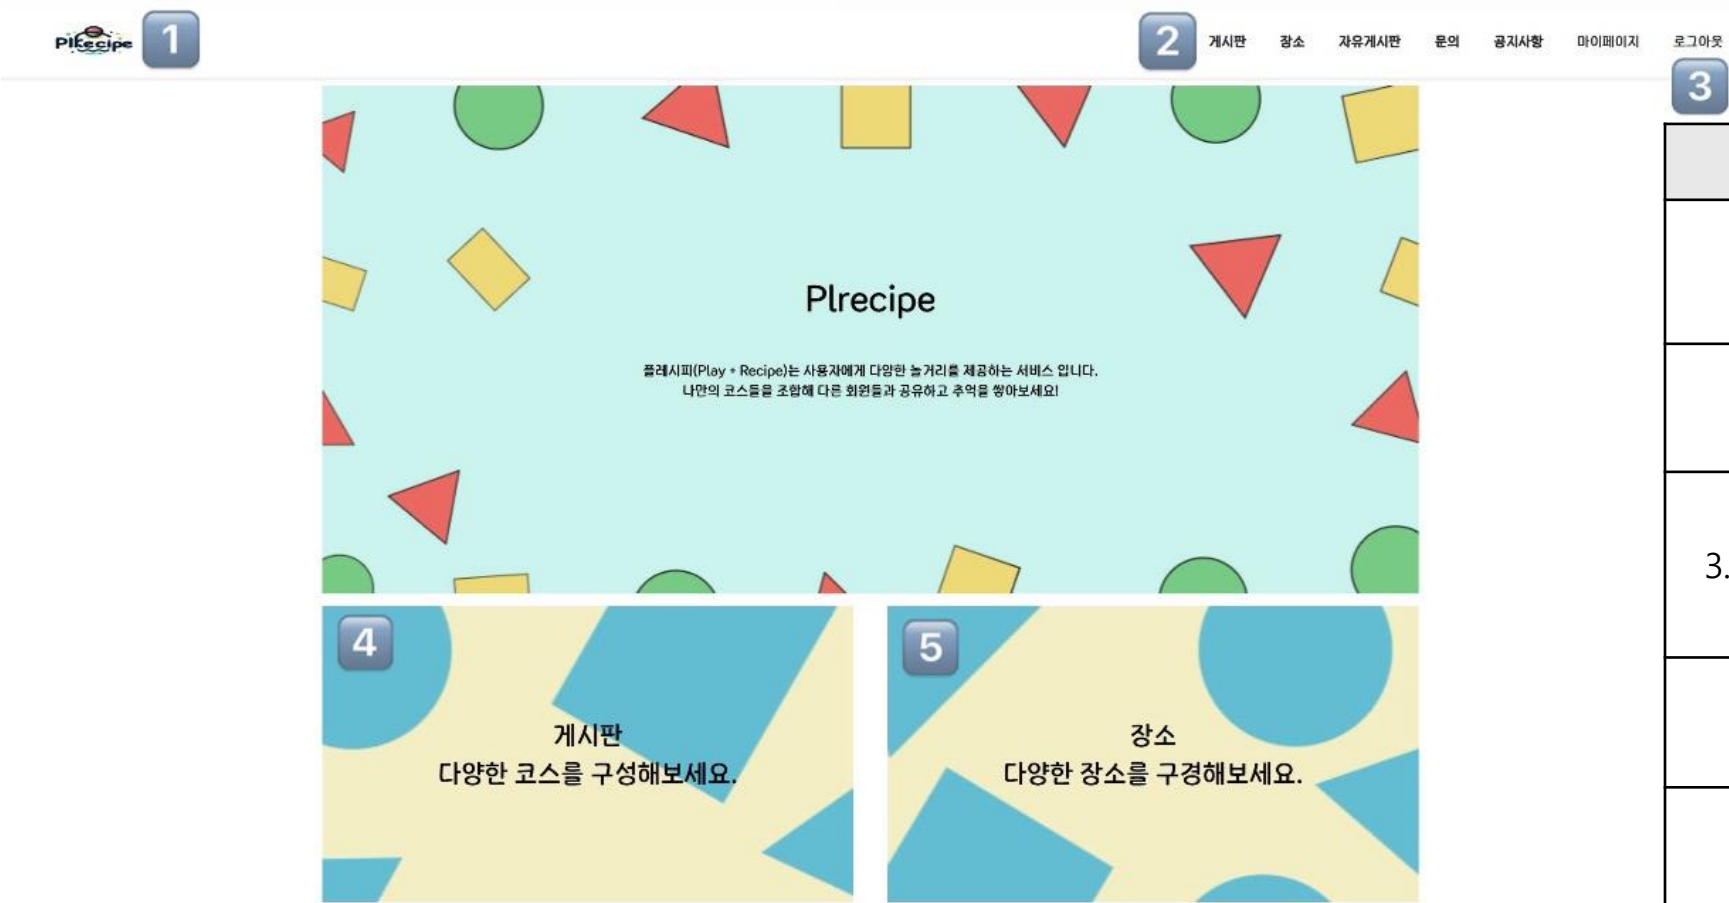 Plrecipe
1
2
게시판 장소 자유게시판 문의 공지사항 마이페이지 로그아웃
3
Plrecipe
플레시피(Play + Recipe)는 사용자에게 다양한 놀거리를 제공하는 서비스 입니다.
나만의 코스들을 조합해 다른 회원들과 공유하고 추억을 쌓아보세요!
3.
4
게시판
다양한 코스를 구성해보세요.
5
장소
다양한 장소를 구경해보세요.